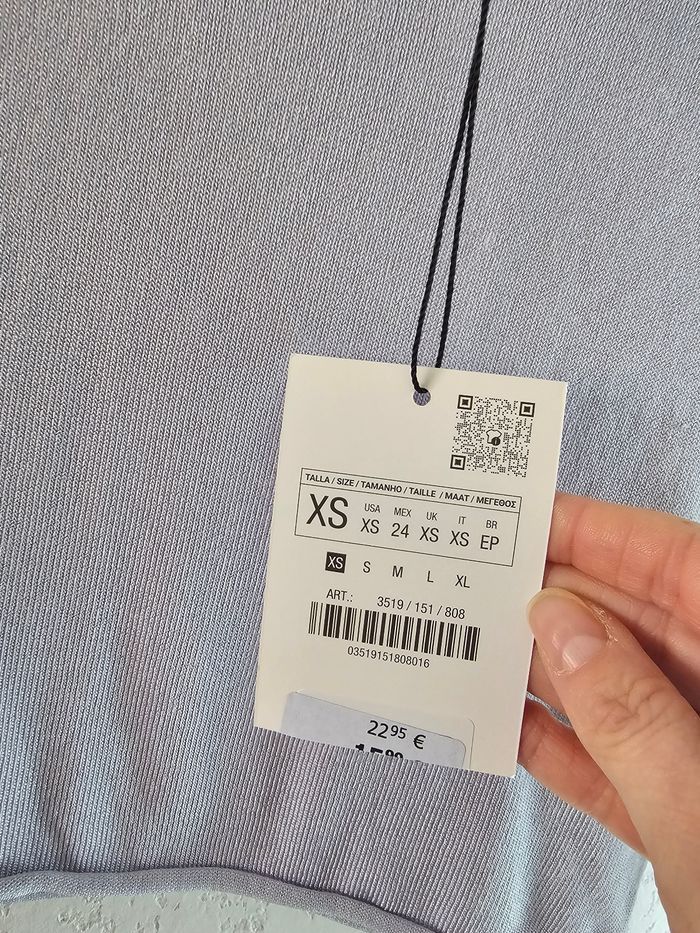 TALLA / SIZE / TAMANHO / TAILLE / MAAT / ΜΕΓΕΘΟΣ
XS
USA MEX UK IT BR
XS 24 XS XS EP
XS S M L XL
ART.: 3519 / 151 / 808
03519151808016
22 95 €